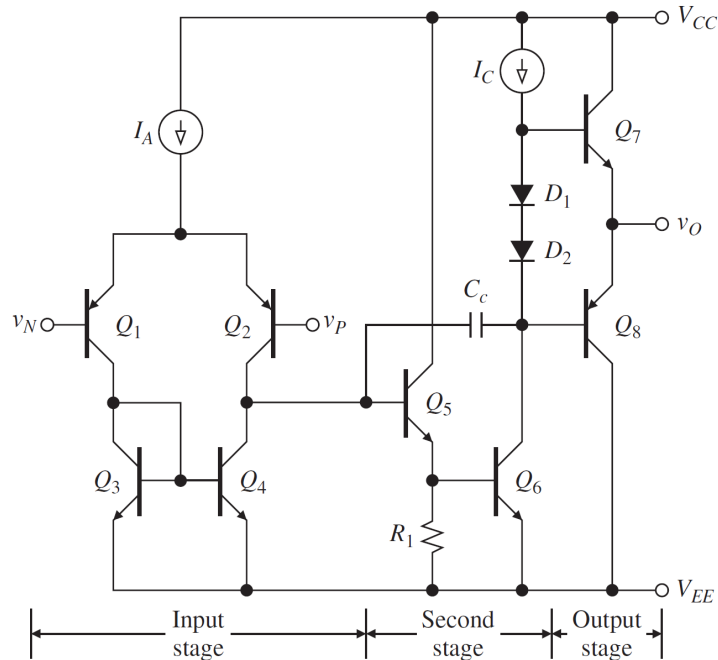 V_CC
I_C
I_A
Q_7
D_1
v_O
D_2
C_c
v_N
Q_1
Q_2
v_P
Q_8
Q_5
Q_3
Q_4
Q_6
R_1
V_EE
Input stage
Second stage
Output stage